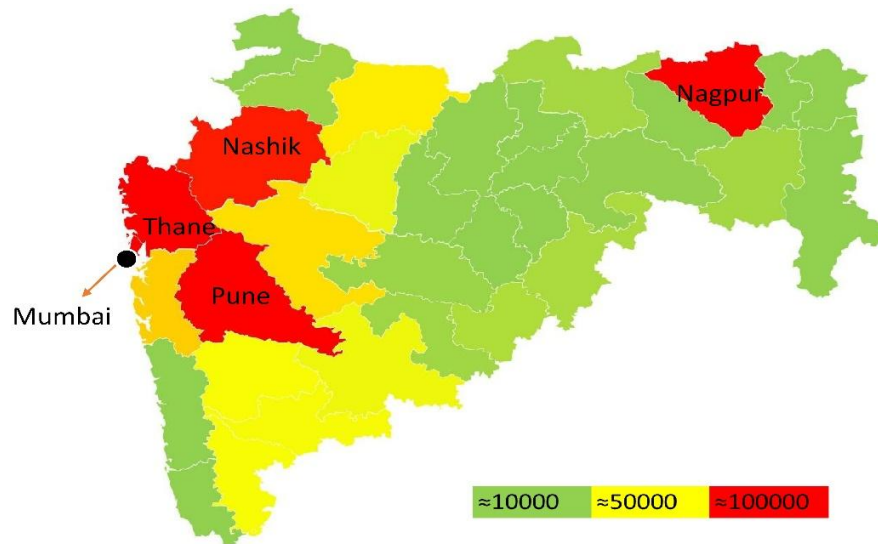 Nagpur
Nashik
Thane
Pune
Mumbai
≈10000 ≈50000 ≈100000